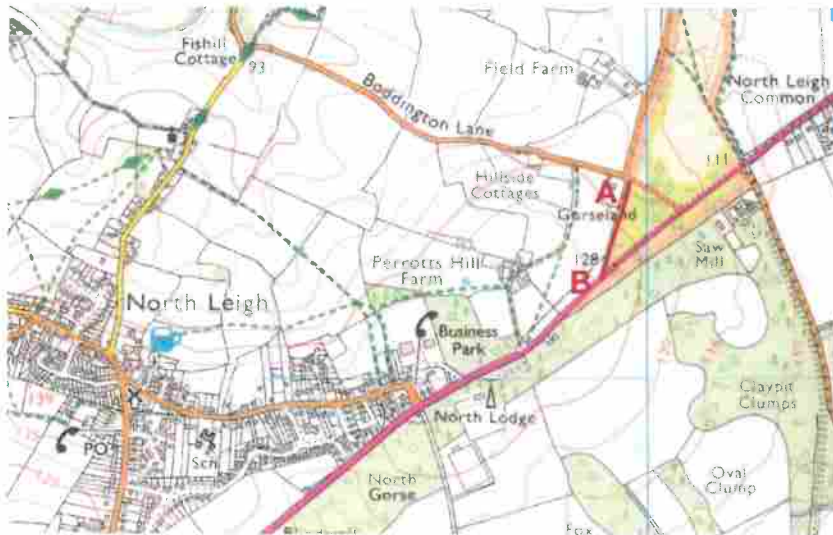 Fishill
Cottage
93
Boddington Lane
Field Farm
North Leigh
Common
111
Hillside
Cottages
A
Gorseland
128
B
Perrotts Hill
Farm
Saw
Mill
North Leigh
Business
Park
North Lodge
Claypit
Clumps
139
PO
Sch
North
Gorse
Oval
Clump
Fox